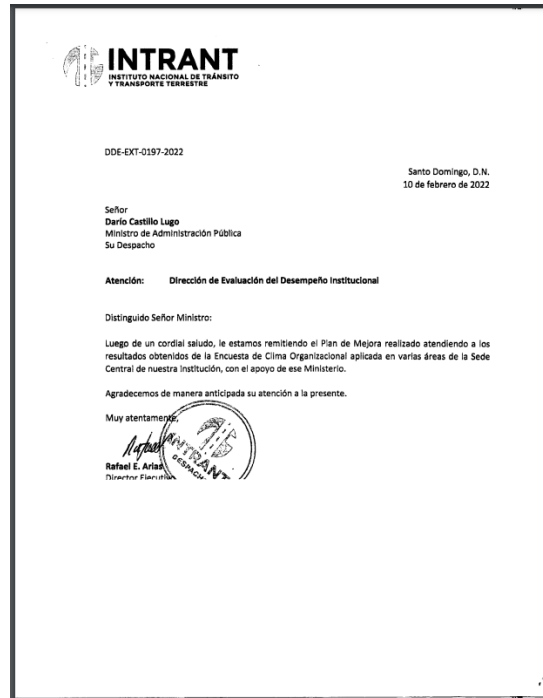 INTRANT
INSTITUTO NACIONAL DE TRÁNSITO
Y TRANSPORTE TERRESTRE
DDE-EXT-0197-2022
Santo Domingo, D.N.
10 de febrero de 2022
Señor
Darío Castillo Lugo
Ministro de Administración Pública
Su Despacho
Atención: Dirección de Evaluación del Desempeño Institucional
Distinguido Señor Ministro:
Luego de un cordial saludo, le estamos remitiendo el Plan de Mejora realizado atendiendo a los
resultados obtenidos de la Encuesta de Clima Organizacional aplicada en varias áreas de la Sede
Central de nuestra institución, con el apoyo de ese Ministerio.
Agradecemos de manera anticipada su atención a la presente.
Muy atentamente,
Rafael E. Arias
Director
INTRANT